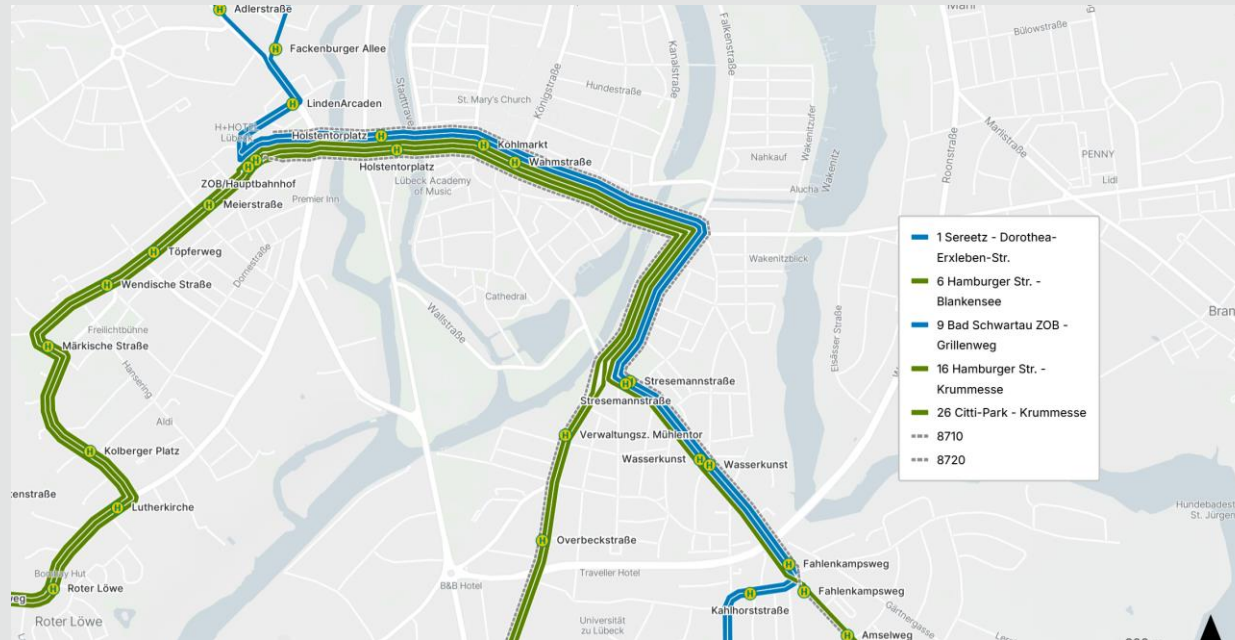 Adlerstraße
Fackenburger Allee
LindenArcaden
H+HOTEL
Lübeck
Holstentorplatz
Holstentorplatz
Kohlmarkt
Wahmstraße
ZOB/Hauptbahnhof
Meierstraße
Premier Inn
Töpferweg
Dornestraße
Wendische Straße
Freilichtbühne
Märkische Straße
Hansering
Aldi
Kolberger Platz
Lutherkirche
Roter Löwe
Roter Löwe
St. Mary's Church
Königstraße
Hundestraße
Kanalstraße
Falkenstraße
Lübeck Academy
of Music
Cathedral
Wallstraße
Nahkauf
Alucha
Wakenitzufer
Wakenitz
Wakenitzblick
Elsässer Straße
Roonstraße
Marlistraße
Bülowstraße
PENNY
Lidl
1 Sereetz - Dorothea-
Erxleben-Str.
6 Hamburger Str. -
Blankensee
9 Bad Schwartau ZOB -
Grillenweg
16 Hamburger Str. -
Krummesse
26 Citti-Park - Krummesse
8710
8720
Stresemannstraße
Stresemannstraße
Verwaltungsz. Mühlentor
Wasserkunst
Wasserkunst
Overbeckstraße
Traveller Hotel
B&B Hotel
Universität
zu Lübeck
Fahlenkampsweg
Fahlenkampsweg
Kahlhorststraße
Gärtnergasse
Amselweg
Hundebadest
St. Jürgen